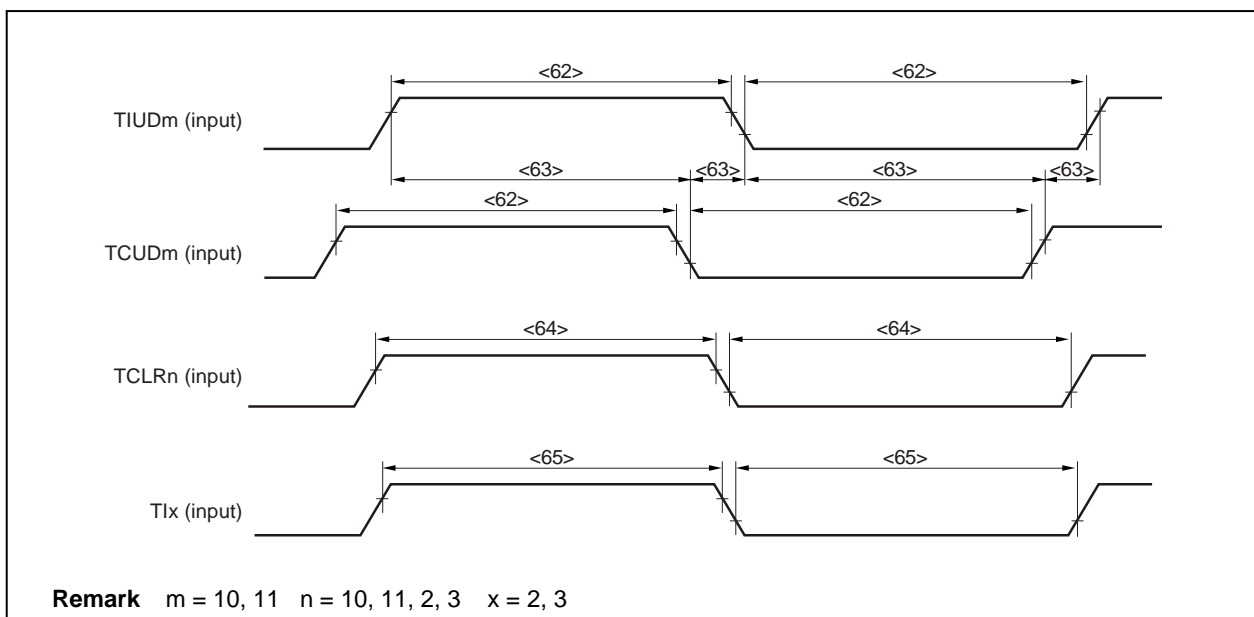 <62> <62>
TIUDm (input)
<63> <63> <63> <63>
<62> <62>
TCUDm (input)
<64> <64>
TCLRn (input)
<65> <65>
TIx (input)
Remark m = 10, 11 n = 10, 11, 2, 3 x = 2, 3